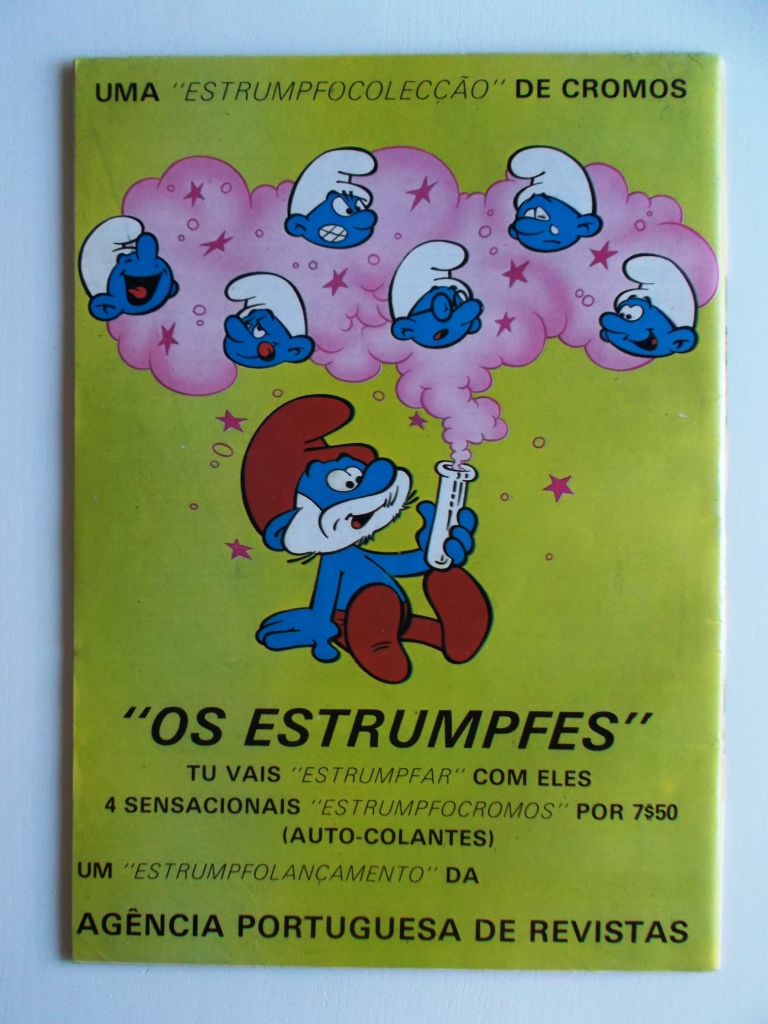 UMA "ESTRUMPFOCOLECÇÃO" DE CROMOS
"OS ESTRUMPFES"
TU VAIS "ESTRUMPFAR" COM ELES
4 SENSACIONAIS "ESTRUMPFOCROMOS" POR 7$50
(AUTO-COLANTES)
UM "ESTRUMPFOLANÇAMENTO" DA
AGÊNCIA PORTUGUESA DE REVISTAS